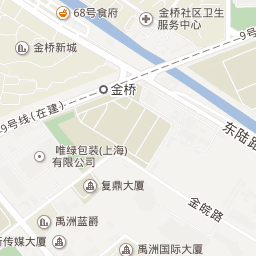 68号食府
金桥社区卫生
服务中心
金桥新城
9号
金桥
9号线(在建)
东陆路
唯绿包装(上海)
有限公司
复鼎大厦
金皖路
禹洲蓝爵
新传媒大厦
禹洲国际大厦